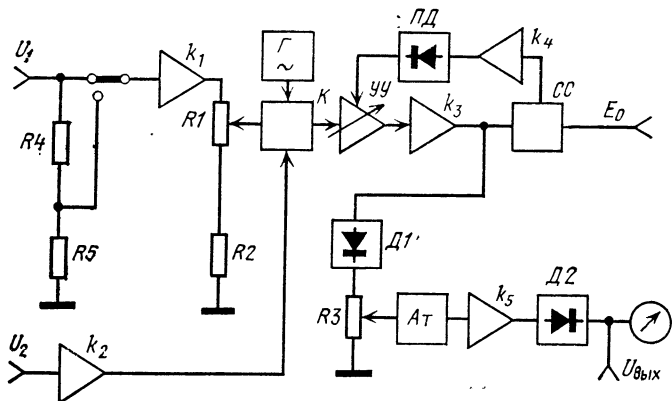 U₁
k₁
Г
~
ПД
k₄
УУ
К
k₃
СС
E₀
R1
R4
R5
R2
Д1
R3
Ат
k₅
Д2
U₂
k₂
Uвых